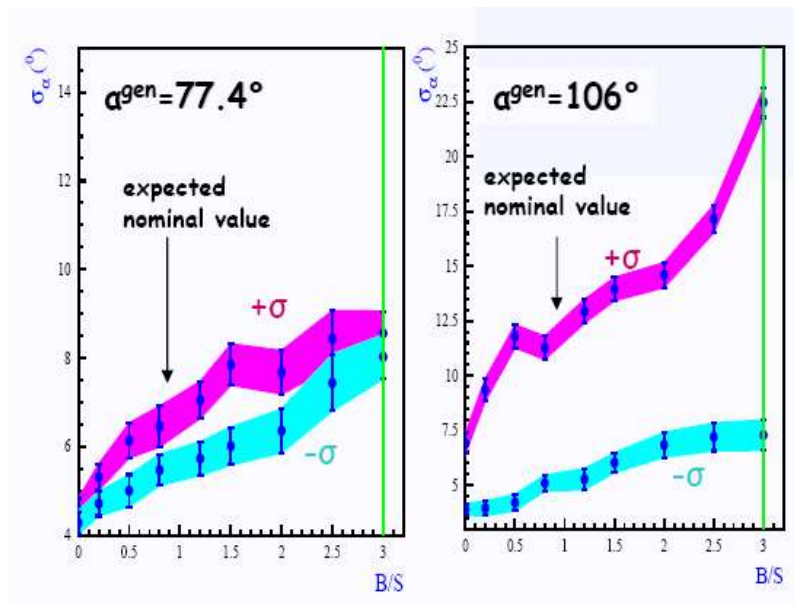 σα(°)
αgen=77.4°
expected
nominal value
+σ
-σ
14
12
10
8
6
4
0
0.5
1
1.5
2
2.5
3
B/S
σα(°)
αgen=106°
expected
nominal value
+σ
-σ
25
22.5
20
17.5
15
12.5
10
7.5
5
0
0.5
1
1.5
2
2.5
3
B/S